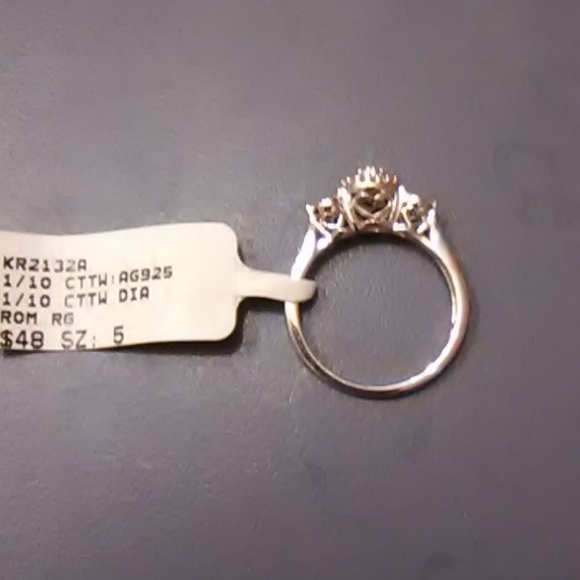 KR2132A
1/10 CTTW AG925
1/10 CTTW DIA
ROM RG
$48 SZ: 5